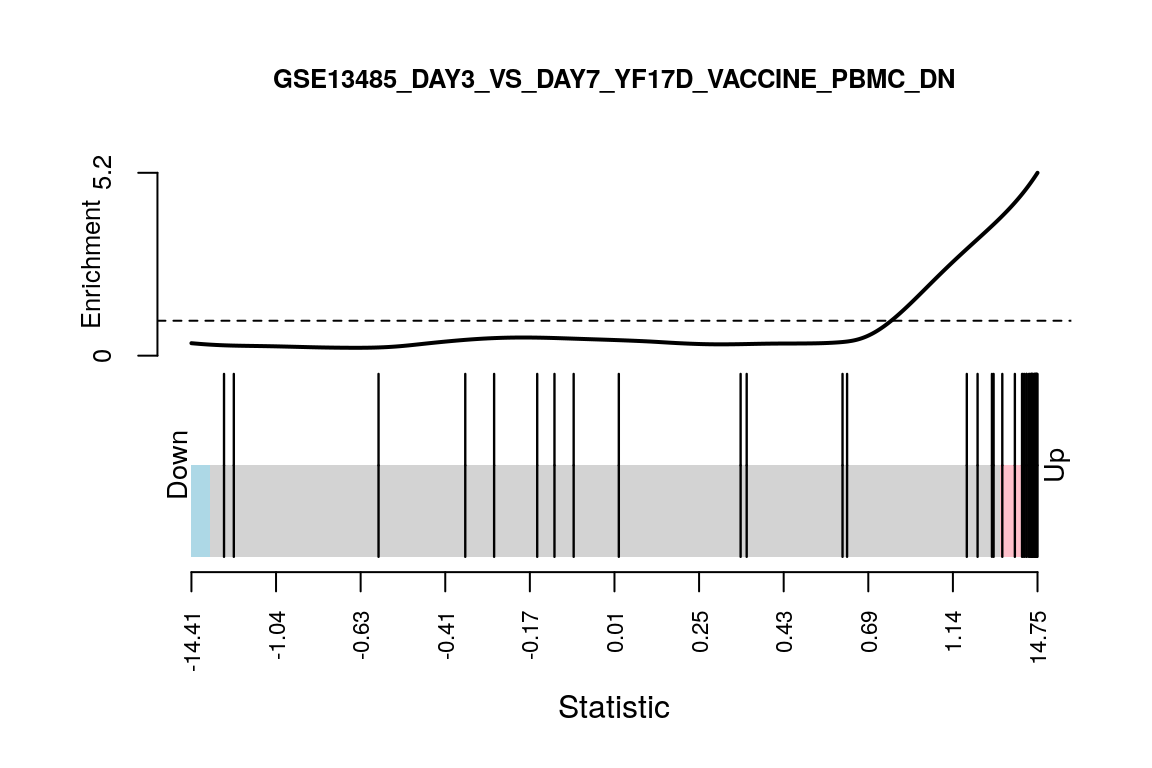 GSE13485_DAY3_VS_DAY7_YF17D_VACCINE_PBMC_DN
Enrichment
5.2
0
Down
Up
-14.41
-1.04
-0.63
-0.41
-0.17
0.01
0.25
0.43
0.69
1.14
14.75
Statistic